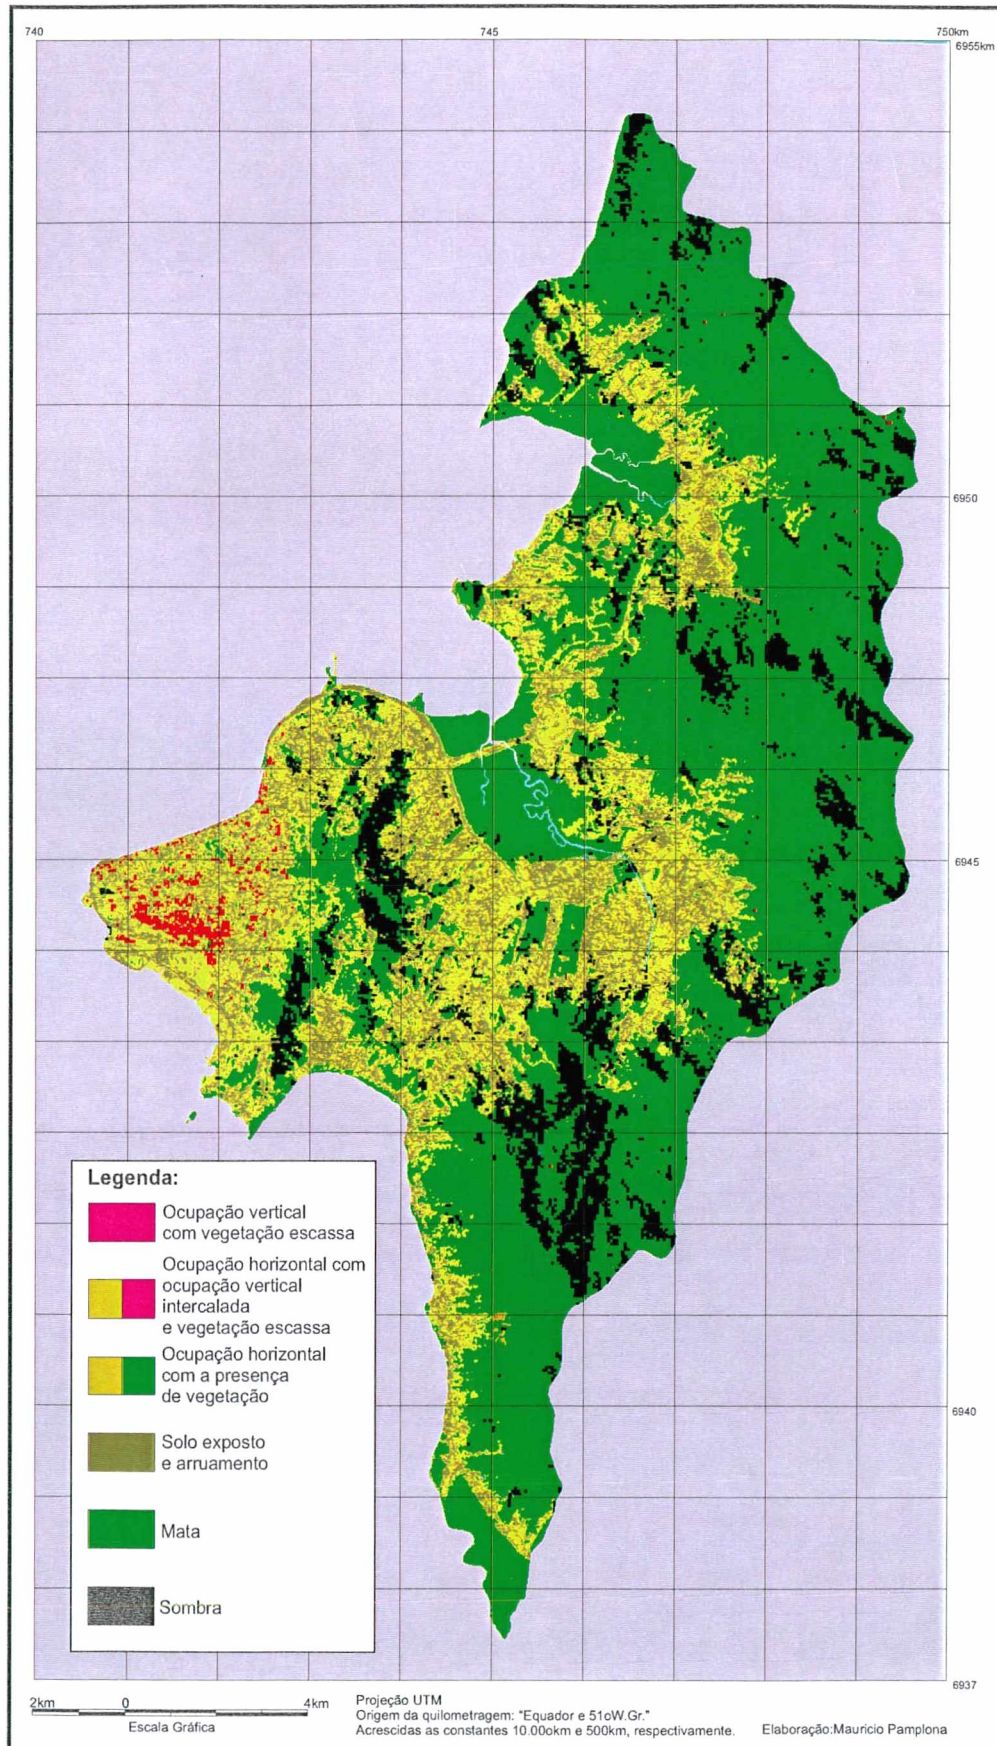 740
745
750km
6955km
6950
6945
6940
6937
Legenda:
Ocupação vertical
com vegetação escassa
Ocupação horizontal com
ocupação vertical
intercalada
e vegetação escassa
Ocupação horizontal
com a presença
de vegetação
Solo exposto
e arruamento
Mata
Sombra
2km
0
4km
Escala Gráfica
Projeção UTM
Origem da quilometragem: "Equador e 51oW.Gr."
Acrescidas as constantes 10.00okm e 500km, respectivamente.
Elaboração:Mauricio Pamplona